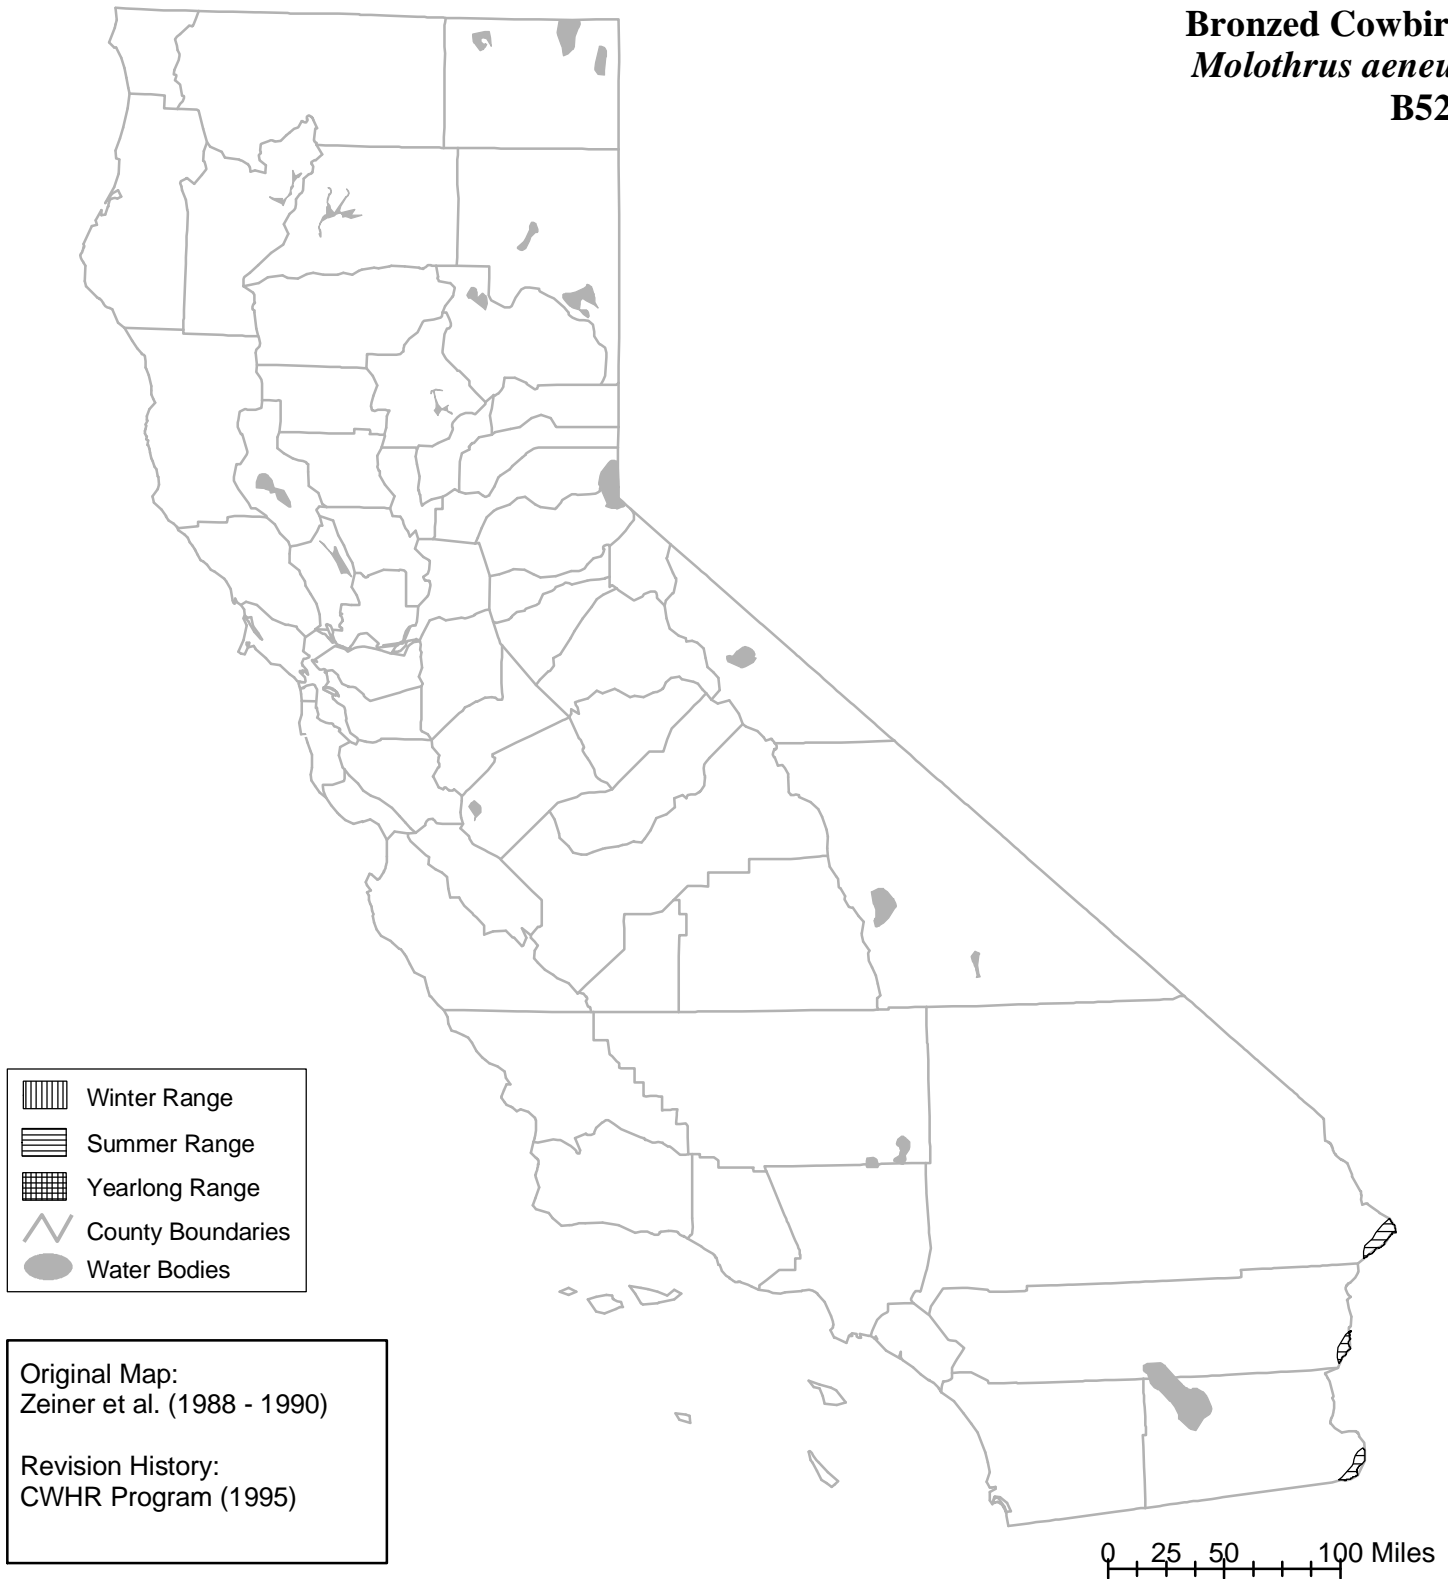 Bronzed Cowbir
Molothrus aeneu
B52
Winter Range
Summer Range
Yearlong Range
County Boundaries
Water Bodies
Original Map:
Zeiner et al. (1988 - 1990)
Revision History:
CWHR Program (1995)
0 25 50 100 Miles